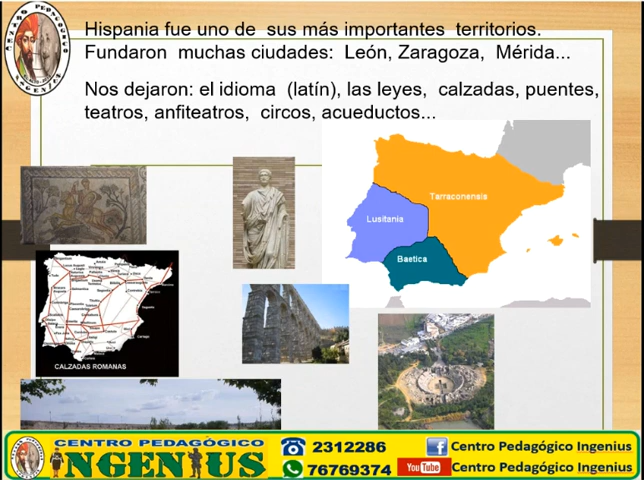 Hispania fue uno de sus más importantes territorios.
Fundaron muchas ciudades: León, Zaragoza, Mérida...
Nos dejaron: el idioma (latín), las leyes, calzadas, puentes,
teatros, anfiteatros, circos, acueductos...
Tarraconensis
Lusitania
Baetica
CALZADAS ROMANAS
CENTRO PEDAGÓGICO
INGENIUS
2312286
76769374
Centro Pedagógico Ingenius
YouTube Centro Pedagógico Ingenius